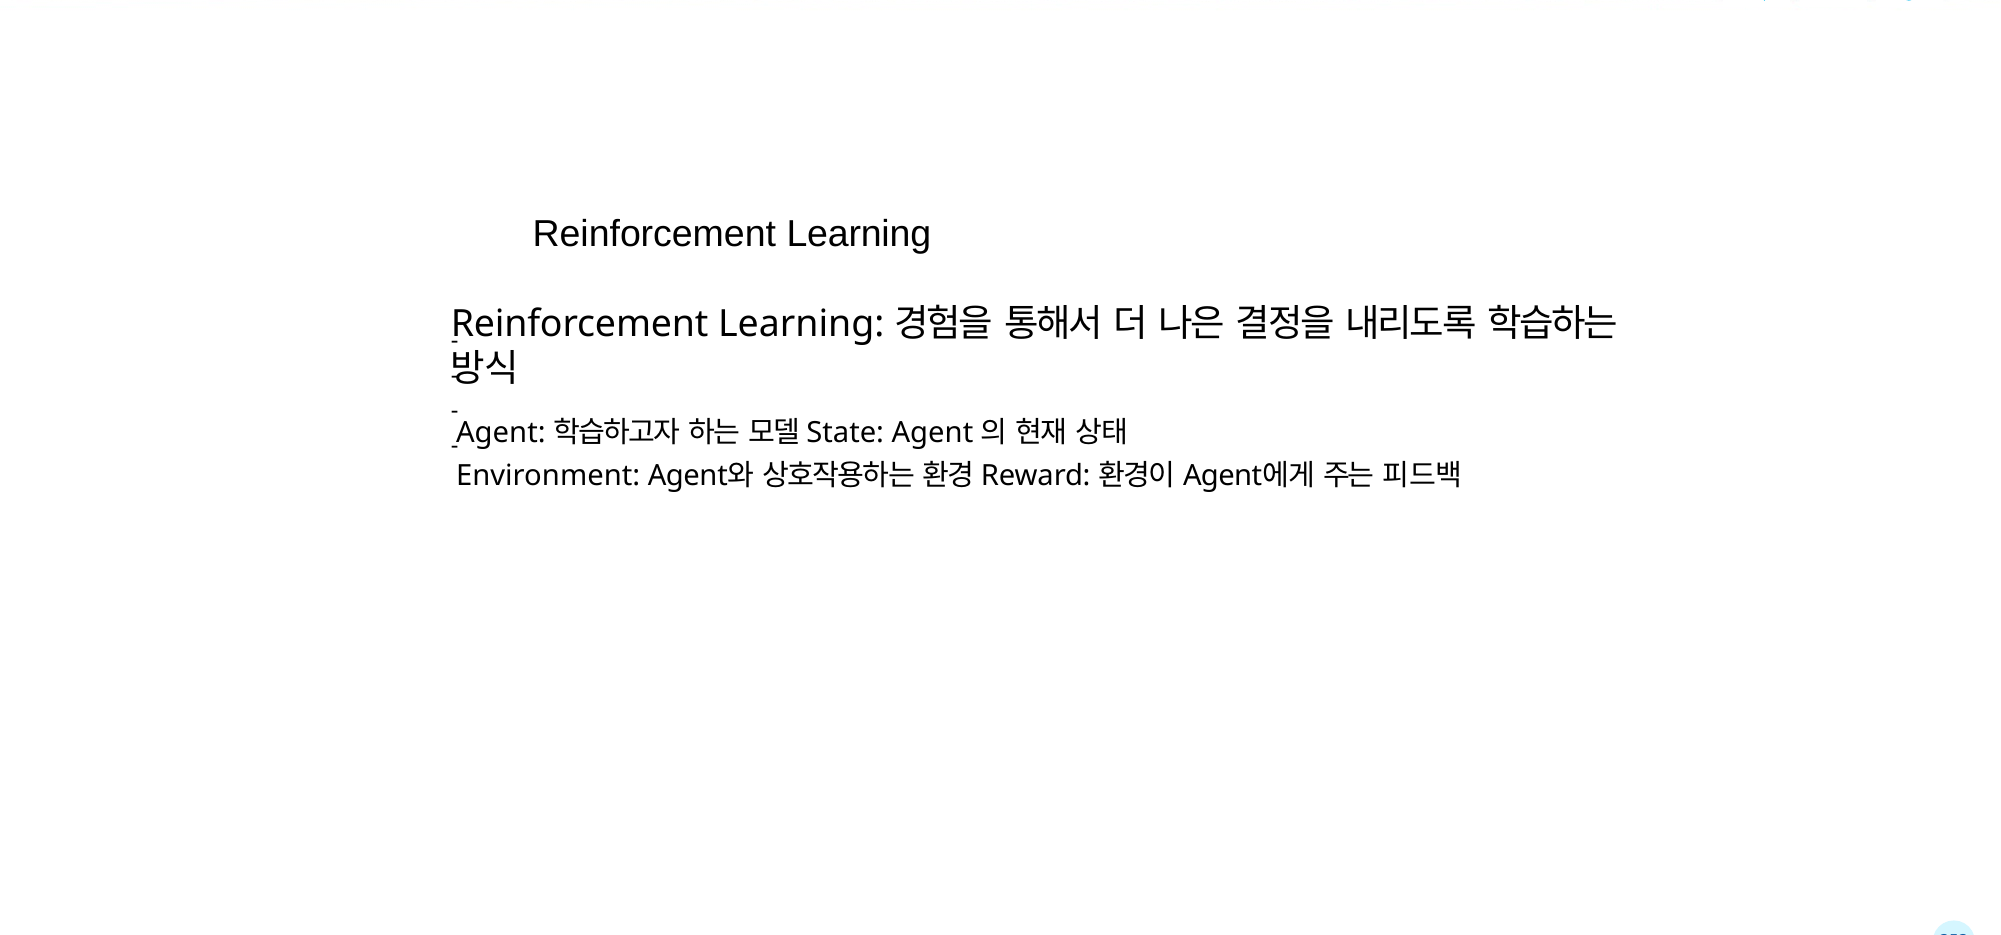 Reinforcement Learning
Reinforcement Learning: 경험을 통해서 더 나은 결정을 내리도록 학습하는
방식
-
-
-
-
Agent: 학습하고자 하는 모델 State: Agent 의 현재 상태
Environment: Agent와 상호작용하는 환경 Reward: 환경이 Agent에게 주는 피드백